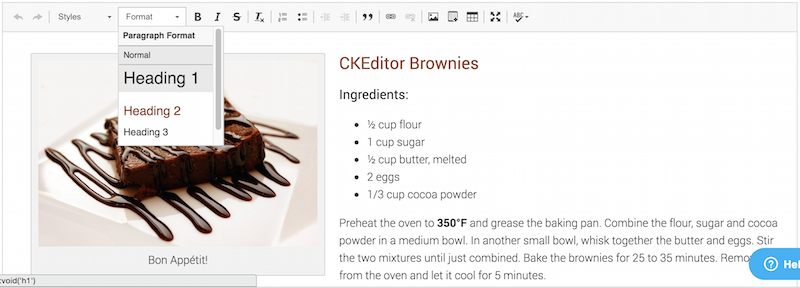 Styles Format B I S Tx ABC
Paragraph Format
Normal
Heading 1
Heading 2
Heading 3
Bon Appétit!
CKEditor Brownies
Ingredients:
½ cup flour
1 cup sugar
½ cup butter, melted
2 eggs
1/3 cup cocoa powder
Preheat the oven to 350°F and grease the baking pan. Combine the flour, sugar and cocoa
powder in a medium bowl. In another small bowl, whisk together the butter and eggs. Stir
the two mixtures until just combined. Bake the brownies for 25 to 35 minutes. Remo
from the oven and let it cool for 5 minutes.
? Hel
:void('h1')